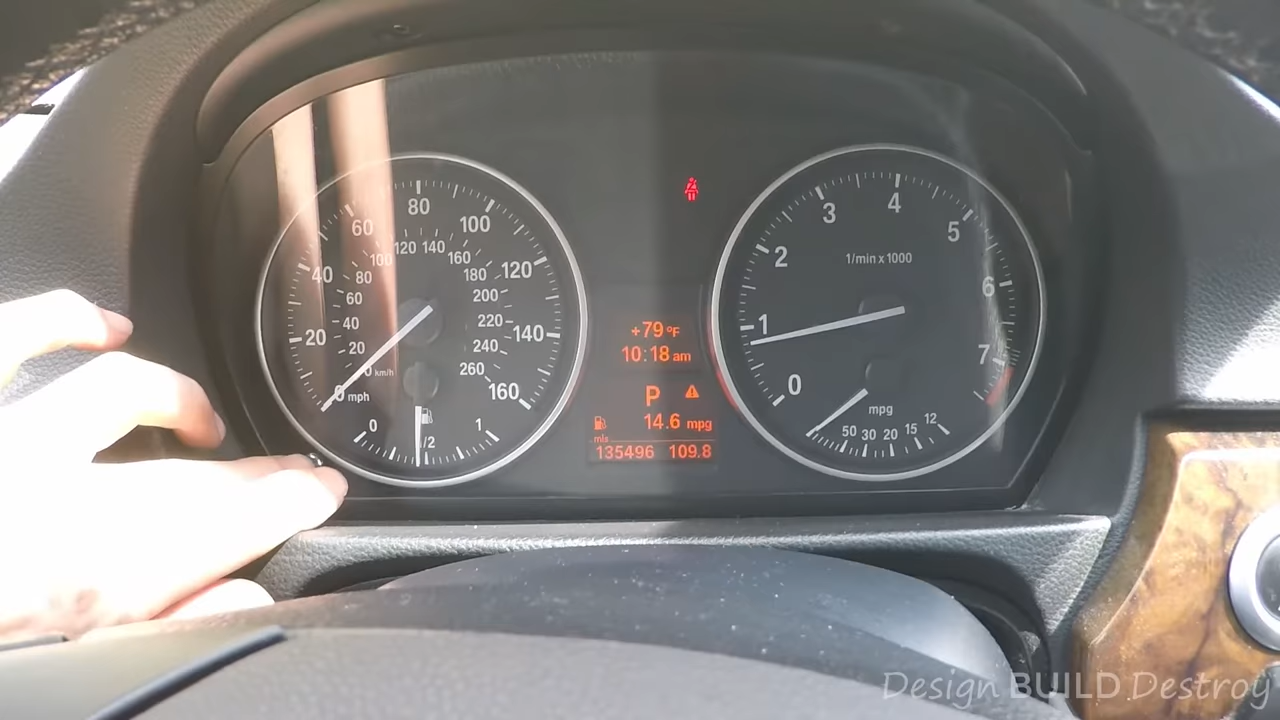 20 40 60 80 100 120 140 160
0 mph
20 40 60 80 100 120 140 160 180 200 220 240 260
0 km/h
0 1/2 1
+79 °F
10:18 am
P
14.6 mpg
mls
135496 109.8
0 1 2 3 4 5 6 7
1/min x 1000
mpg
50 30 20 15 12
Design BUILD Destroy